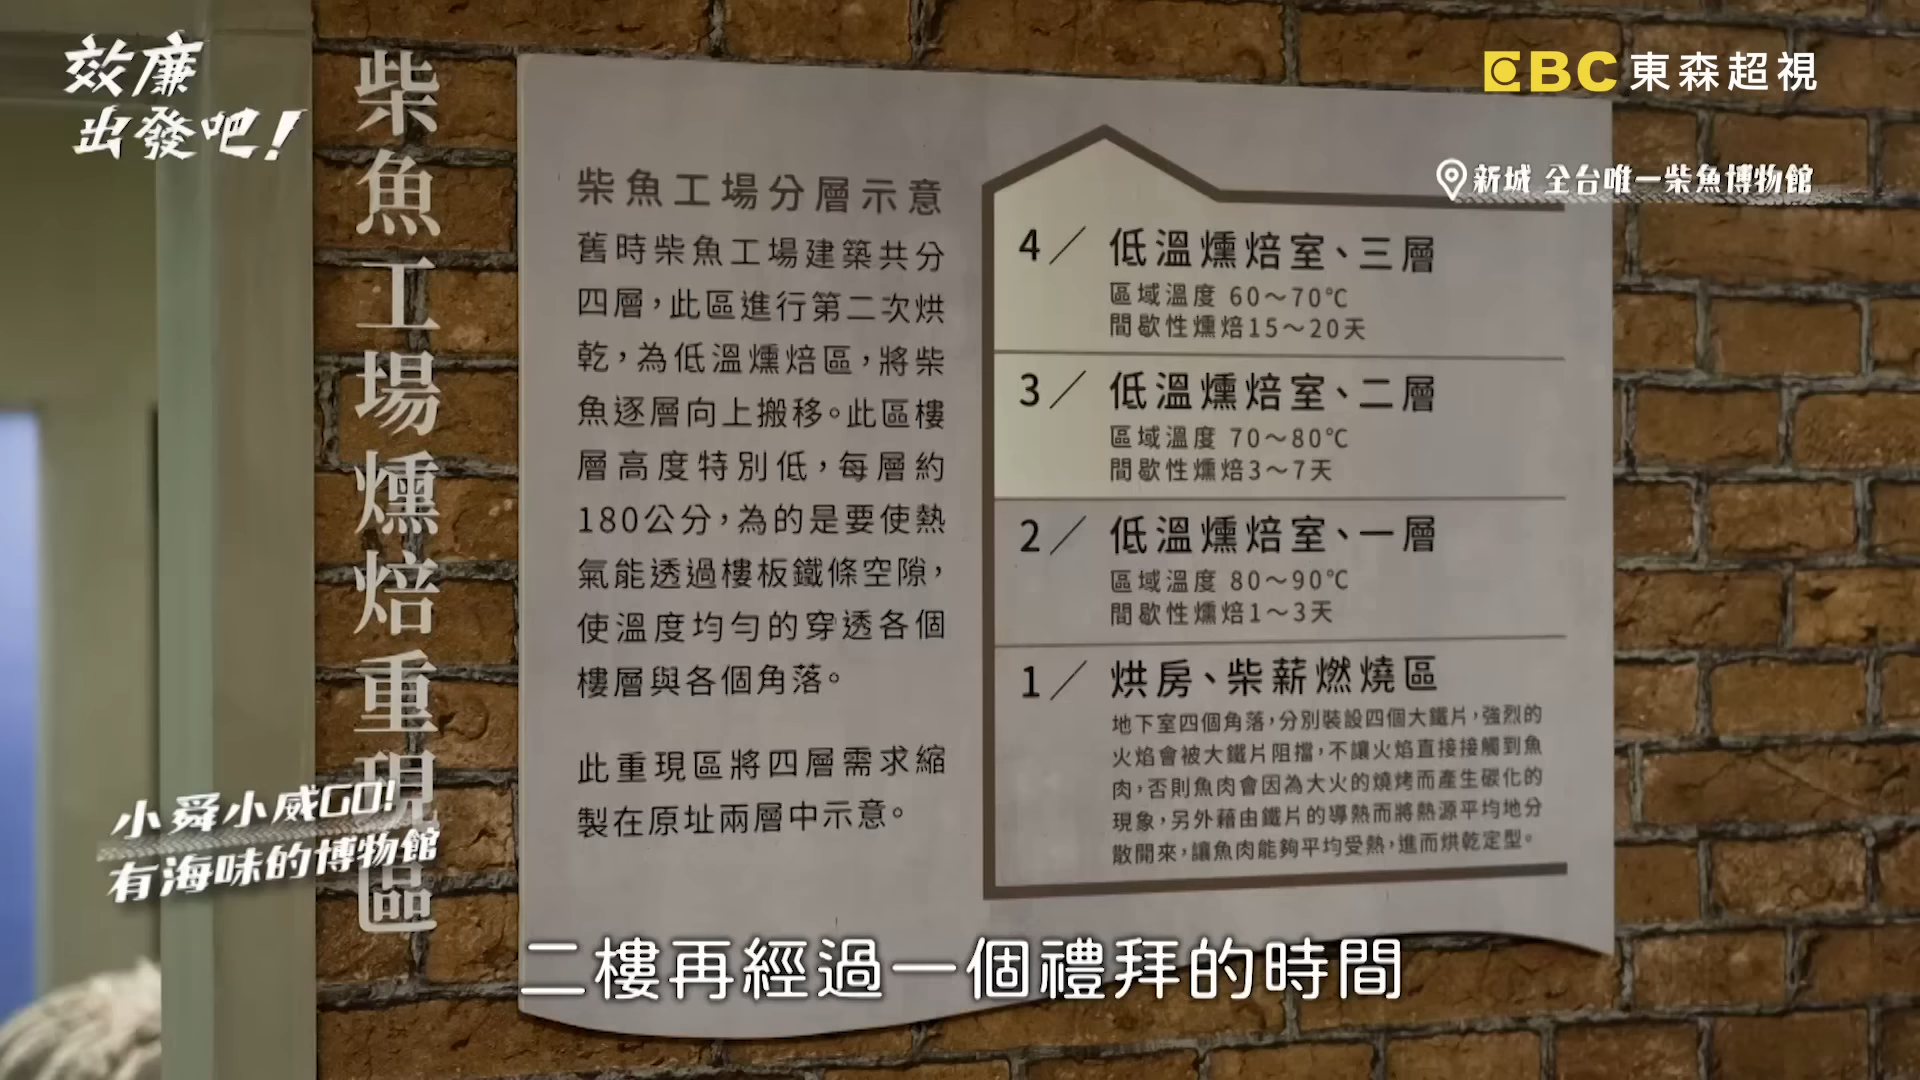 效廉
出發吧!
EBC東森超視
新城 全台唯一柴魚博物館
柴魚工場燻焙重現區
柴魚工場分層示意
舊時柴魚工場建築共分
四層，此區進行第二次烘
乾，為低溫燻焙區，將柴
魚逐層向上搬移。此區樓
層高度特別低，每層約
180公分，為的是要使熱
氣能透過樓板鐵條空隙，
使溫度均勻的穿透各個
樓層與各個角落。
此重現區將四層需求縮
製在原址兩層中示意。
4／ 低溫燻焙室、三層
區域溫度 60～70℃
間歇性燻焙15～20天
3／ 低溫燻焙室、二層
區域溫度 70～80℃
間歇性燻焙3～7天
2／ 低溫燻焙室、一層
區域溫度 80～90℃
間歇性燻焙1～3天
1／ 烘房、柴薪燃燒區
地下室四個角落，分別裝設四個大鐵片，強烈的
火焰會被大鐵片阻擋，不讓火焰直接接觸到魚
肉，否則魚肉會因為大火的燒烤而產生碳化的
現象，另外藉由鐵片的導熱而將熱源平均地分
散開來，讓魚肉能夠平均受熱，進而烘乾定型。
小舜小威GO!
有海味的博物館
二樓再經過一個禮拜的時間